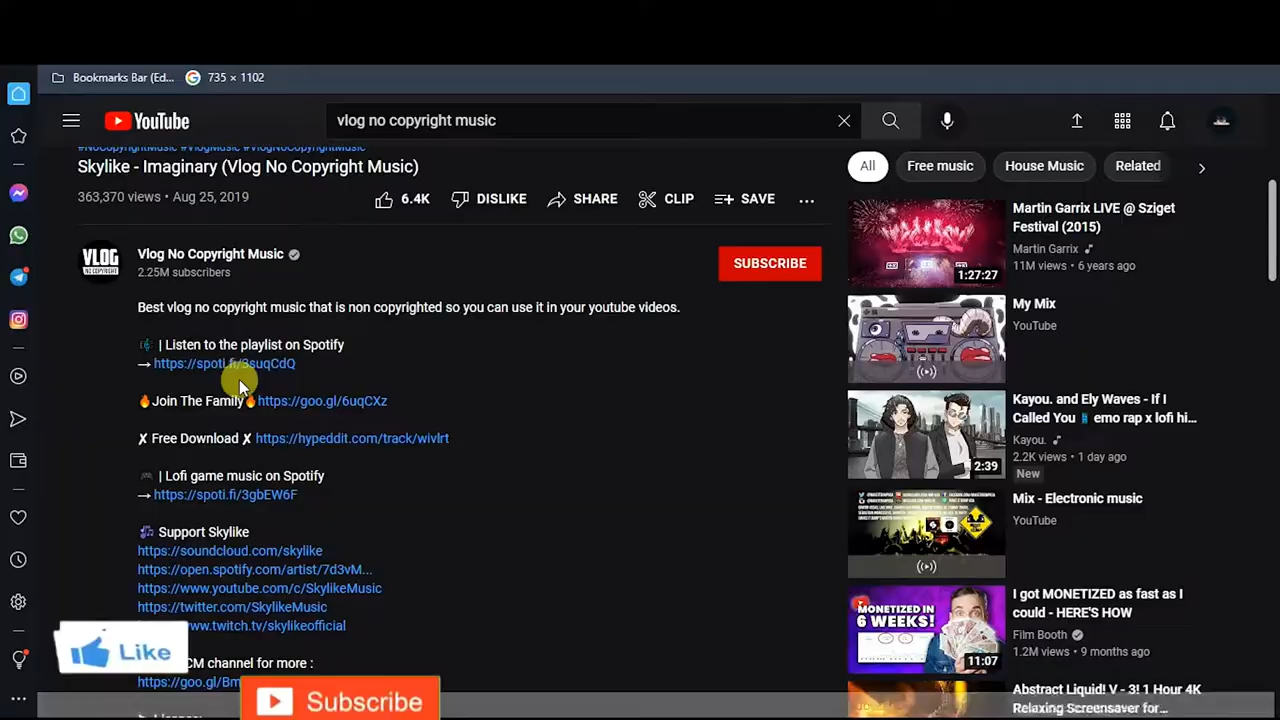 Bookmarks Bar (Ed...
735 × 1102
YouTube
vlog no copyright music
#NoCopyrightMusic #VlogMusic #VlogNoCopyrightMusic
Skylike - Imaginary (Vlog No Copyright Music)
363,370 views • Aug 25, 2019
6.4K
DISLIKE
SHARE
CLIP
SAVE
VLOG
NO COPYRIGHT
Vlog No Copyright Music
2.25M subscribers
SUBSCRIBE
Best vlog no copyright music that is non copyrighted so you can use it in your youtube videos.
🎼 | Listen to the playlist on Spotify
→ https://spoti.fi/3suqCdQ
🔥Join The Family🔥https://goo.gl/6uqCXz
✗ Free Download ✗ https://hypeddit.com/track/wivlrt
🎮 | Lofi game music on Spotify
→ https://spoti.fi/3gbEW6F
🎶 Support Skylike
https://soundcloud.com/skylike
https://open.spotify.com/artist/7d3vM...
https://www.youtube.com/c/SkylikeMusic
https://twitter.com/SkylikeMusic
www.twitch.tv/skylikeofficial
CM channel for more :
https://goo.gl/Bm
Like
Subscribe
All
Free music
House Music
Related
1:27:27
Martin Garrix LIVE @ Sziget
Festival (2015)
Martin Garrix
11M views • 6 years ago
My Mix
YouTube
2:39
Kayou. and Ely Waves - If I
Called You 📱 emo rap x lofi hi...
Kayou.
2.2K views • 1 day ago
New
Mix - Electronic music
YouTube
MONETIZED IN
6 WEEKS!
11:07
I got MONETIZED as fast as I
could - HERE'S HOW
Film Booth
1.2M views • 9 months ago
Abstract Liquid! V - 3! 1 Hour 4K
Relaxing Screensaver for...